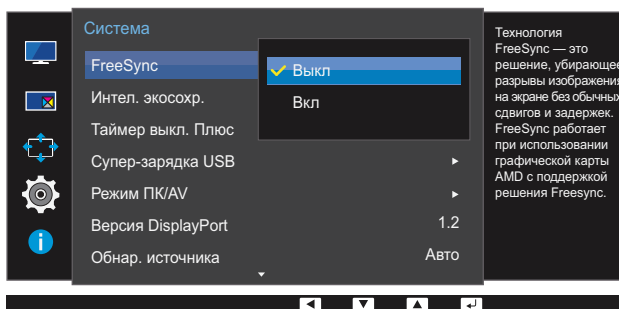 Система
FreeSync
Выкл
Вкл
Интел. экосохр.
Таймер выкл. Плюс
Супер-зарядка USB
Режим ПК/AV
Версия DisplayPort 1.2
Обнар. источника Авто
Технология
FreeSync — это
решение, убирающее
разрывы изображения
на экране без обычных
сдвигов и задержек.
FreeSync работает
при использовании
графической карты
AMD с поддержкой
решения Freesync.